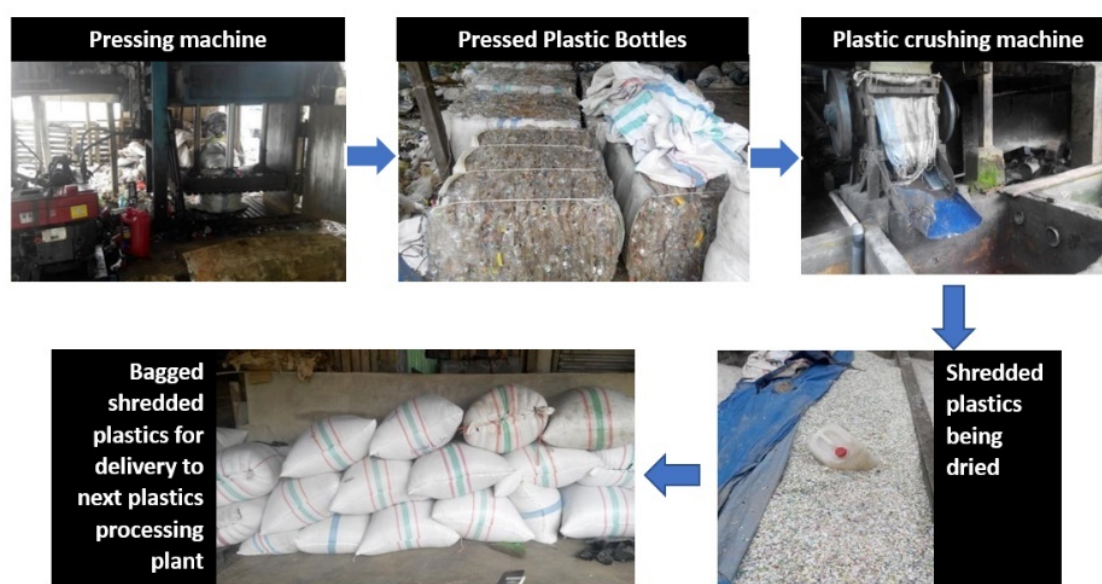 Pressing machine
Pressed Plastic Bottles
Plastic crushing machine
Shredded
plastics
being
dried
Bagged
shredded
plastics for
delivery to
next plastics
processing
plant